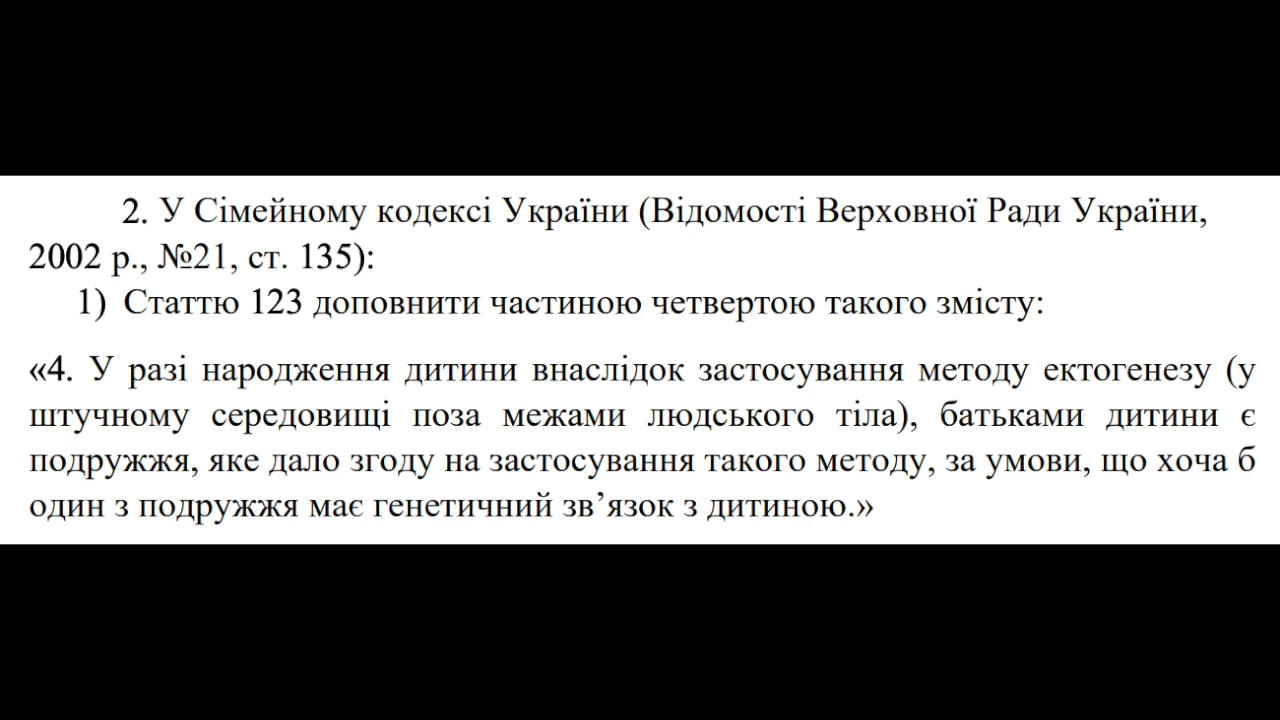 2. У Сімейному кодексі України (Відомості Верховної Ради України,
2002 р., №21, ст. 135):
1) Статтю 123 доповнити частиною четвертою такого змісту:
«4. У разі народження дитини внаслідок застосування методу ектогенезу (у
штучному середовищі поза межами людського тіла), батьками дитини є
подружжя, яке дало згоду на застосування такого методу, за умови, що хоча б
один з подружжя має генетичний зв’язок з дитиною.»